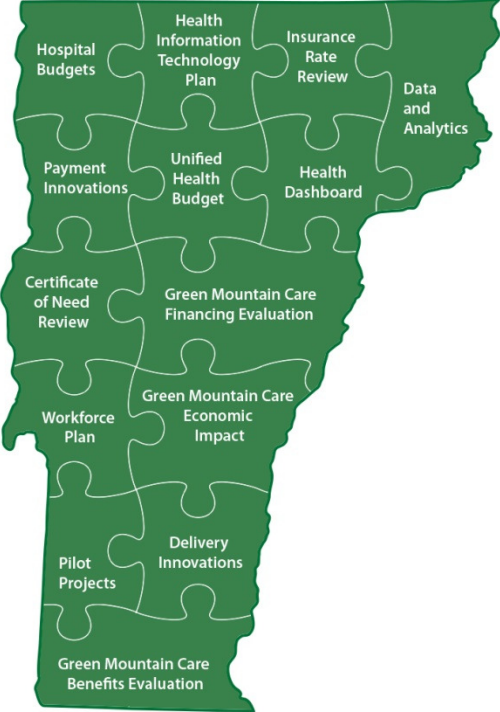 Hospital
Budgets
Health
Information
Technology
Plan
Insurance
Rate
Review
Data
and
Analytics
Payment
Innovations
Unified
Health
Budget
Health
Dashboard
Certificate
of Need
Review
Green Mountain Care
Financing Evaluation
Workforce
Plan
Green Mountain Care
Economic
Impact
Pilot
Projects
Delivery
Innovations
Green Mountain Care
Benefits Evaluation